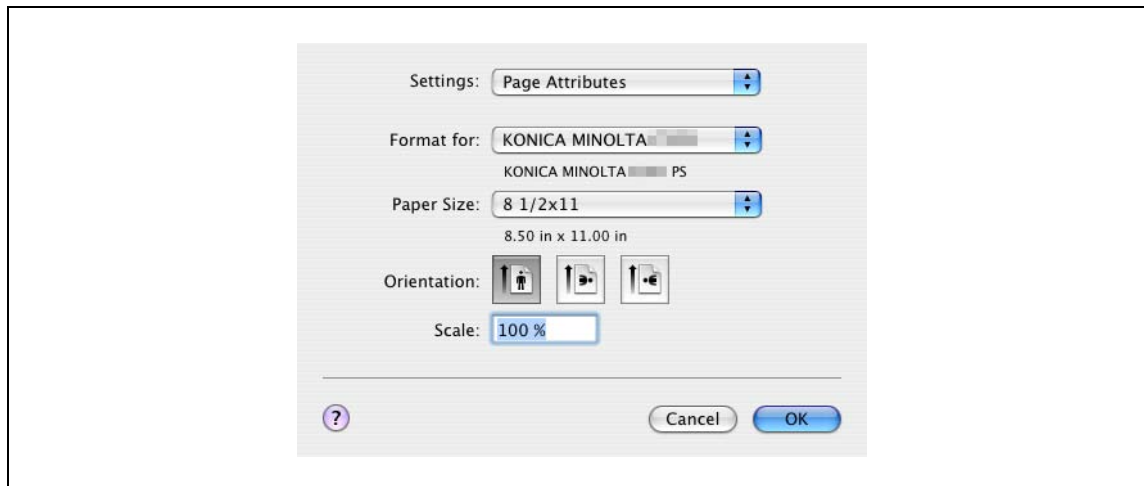 Settings: Page Attributes
Format for: KONICA MINOLTA
KONICA MINOLTA PS
Paper Size: 8 1/2x11
8.50 in x 11.00 in
Orientation:
Scale: 100 %
? Cancel OK